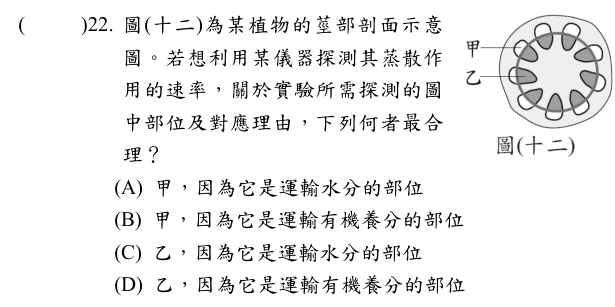 (　　)22. 圖(十二)為某植物的莖部剖面示意
圖。若想利用某儀器探測其蒸散作
用的速率，關於實驗所需探測的圖
中部位及對應理由，下列何者最合
理？
甲
乙
圖(十二)
(A) 甲，因為它是運輸水分的部位
(B) 甲，因為它是運輸有機養分的部位
(C) 乙，因為它是運輸水分的部位
(D) 乙，因為它是運輸有機養分的部位